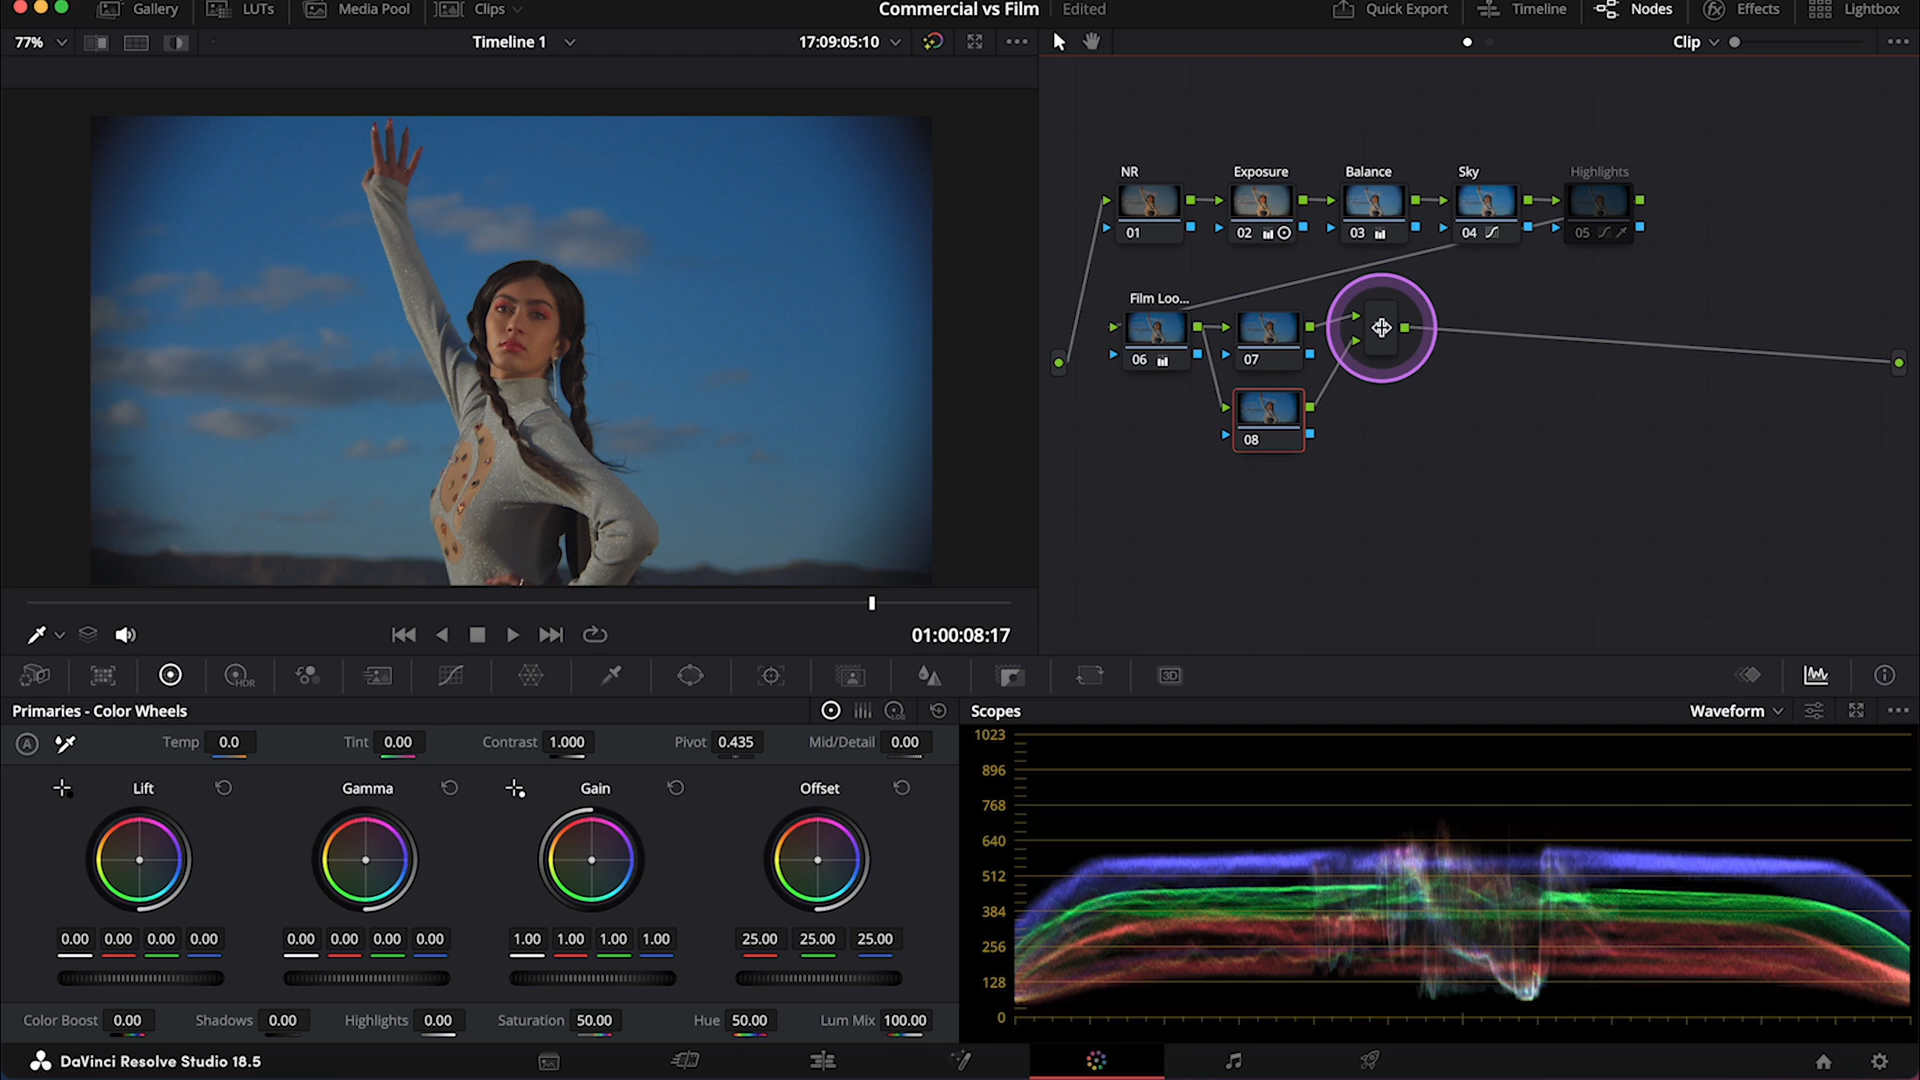 Gallery LUTs Media Pool Clips Commercial vs Film Edited Quick Export Timeline Nodes Effects Lightbox
77% Timeline 1 17:09:05:10 Clip
NR Exposure Balance Sky Highlights
01 02 03 04 05
Film Loo...
06 07
08
01:00:08:17
HDR 3D
Primaries - Color Wheels LOG Scopes Waveform
A Temp 0.0 Tint 0.00 Contrast 1.000 Pivot 0.435 Mid/Detail 0.00
Lift Gamma Gain Offset
0.00 0.00 0.00 0.00 0.00 0.00 0.00 0.00 1.00 1.00 1.00 1.00 25.00 25.00 25.00
Color Boost 0.00 Shadows 0.00 Highlights 0.00 Saturation 50.00 Hue 50.00 Lum Mix 100.00
1023
896
768
640
512
384
256
128
0
DaVinci Resolve Studio 18.5